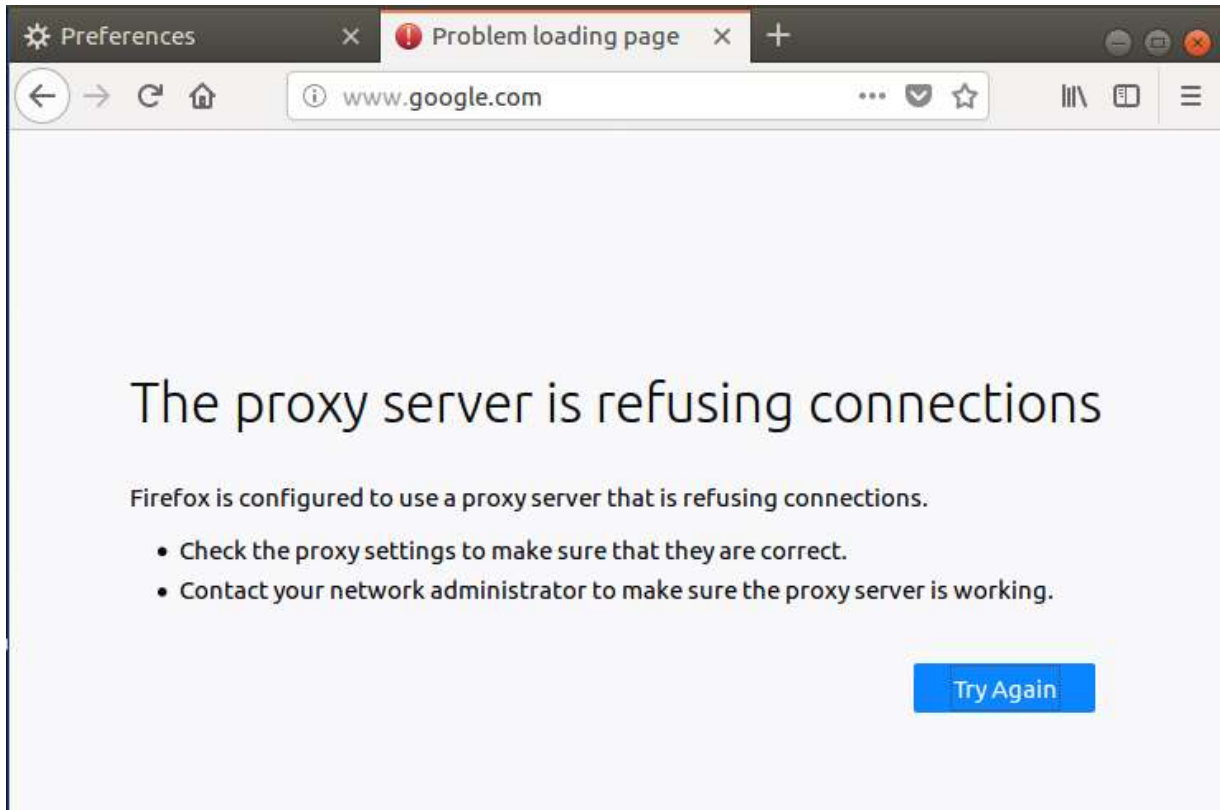 Preferences
Problem loading page
www.google.com
The proxy server is refusing connections
Firefox is configured to use a proxy server that is refusing connections.
• Check the proxy settings to make sure that they are correct.
• Contact your network administrator to make sure the proxy server is working.
Try Again